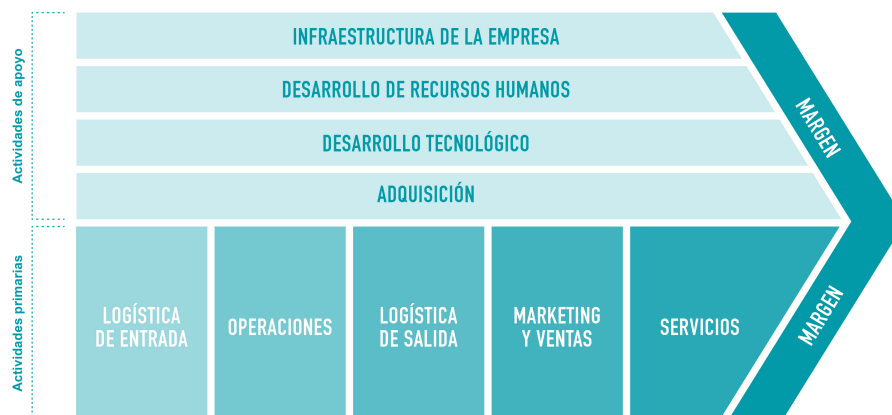 Actividades de apoyo
INFRAESTRUCTURA DE LA EMPRESA
DESARROLLO DE RECURSOS HUMANOS
DESARROLLO TECNOLÓGICO
ADQUISICIÓN
MARGEN
Actividades primarias
LOGÍSTICA
DE ENTRADA
OPERACIONES
LOGÍSTICA
DE SALIDA
MARKETING
Y VENTAS
SERVICIOS
MARGEN